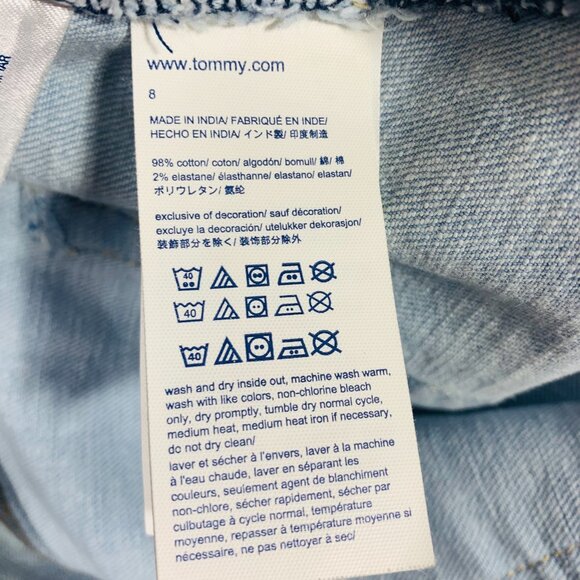 www.tommy.com
8
MADE IN INDIA/ FABRIQUÉ EN INDE/
HECHO EN INDIA/ インド製/ 印度制造
98% cotton/ coton/ algodón/ bomull/ 綿/ 棉
2% elastane/ élasthanne/ elastano/ elastan/
ポリウレタン/ 氨纶
exclusive of decoration/ sauf décoration/
excluye la decoración/ utelukker dekorasjon/
装飾部分を除く/ 装饰部分除外
40
40
40
wash and dry inside out, machine wash warm,
wash with like colors, non-chlorine bleach
only, dry promptly, tumble dry normal cycle,
medium heat, medium heat iron if necessary,
do not dry clean/
laver et sécher à l'envers, laver à la machine
à l'eau chaude, laver en séparant les
couleurs, seulement agent de blanchiment
non-chlore, sécher rapidement, sécher par
culbutage à cycle normal, température
moyenne, repasser à température moyenne si
nécessaire, ne pas nettoyer à sec/